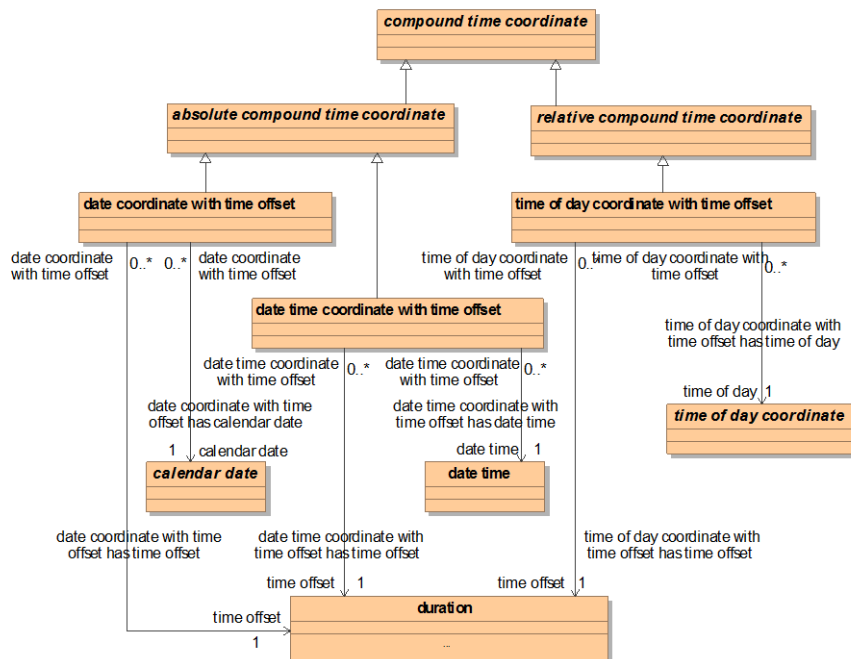 compound time coordinate
absolute compound time coordinate
relative compound time coordinate
date coordinate with time offset
time of day coordinate with time offset
date coordinate
with time offset
0..*
0..*
date coordinate
with time offset
time of day coordinate
with time offset
0..*
time of day coordinate with
time offset
0..*
date time coordinate with time offset
time of day coordinate with
time offset has time of day
date time coordinate
with time offset
0..*
date time coordinate
with time offset
0..*
time of day
1
date coordinate with time
offset has calendar date
date time coordinate with
time offset has date time
time of day coordinate
1
calendar date
date time
1
calendar date
date time
date coordinate with time
offset has time offset
date time coordinate with
time offset has time offset
time of day coordinate with
time offset has time offset
time offset
1
time offset
1
duration
time offset
1
...